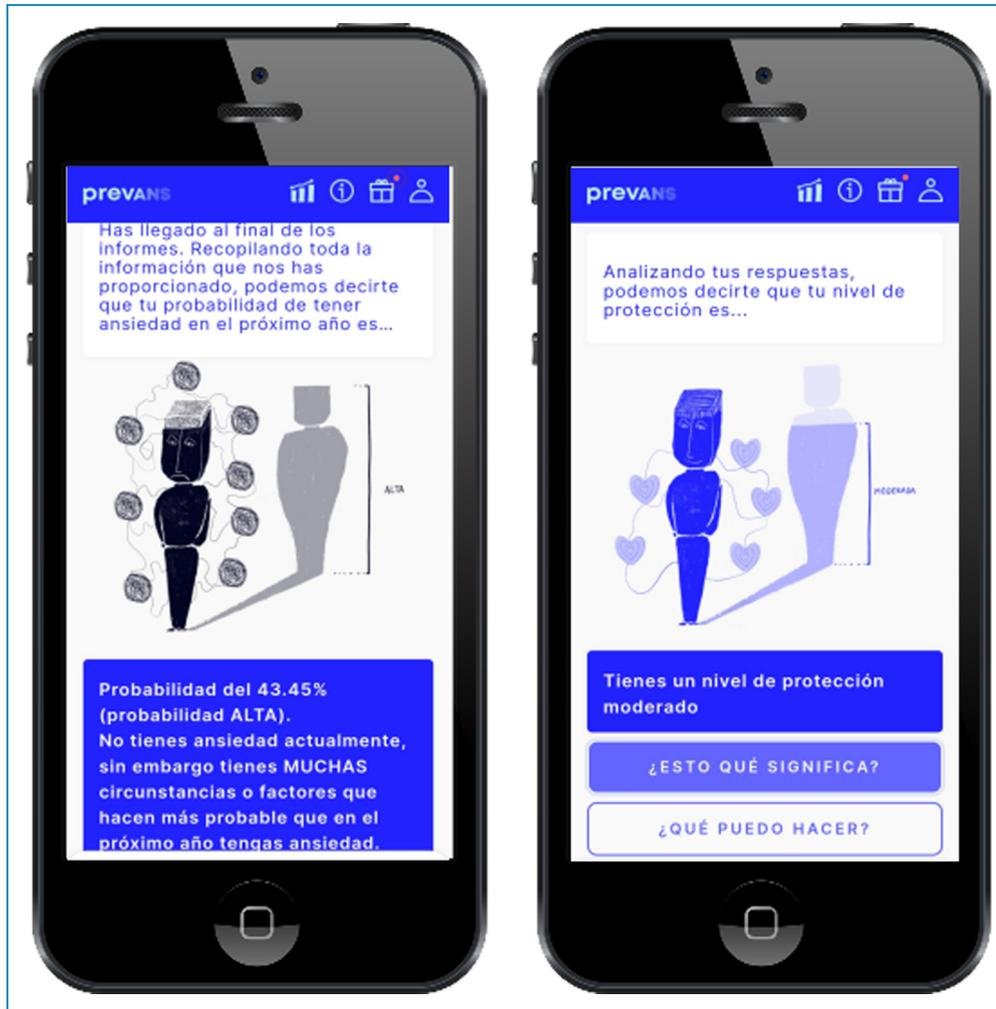 prevANS
Has llegado al final de los
informes. Recopilando toda la
información que nos has
proporcionado, podemos decirte
que tu probabilidad de tener
ansiedad en el próximo año es...
ALTA
Probabilidad del 43.45%
(probabilidad ALTA).
No tienes ansiedad actualmente,
sin embargo tienes MUCHAS
circunstancias o factores que
hacen más probable que en el
próximo año tengas ansiedad.
prevANS
Analizando tus respuestas,
podemos decirte que tu nivel de
protección es...
MODERADA
Tienes un nivel de protección
moderado
¿ESTO QUÉ SIGNIFICA?
¿QUÉ PUEDO HACER?